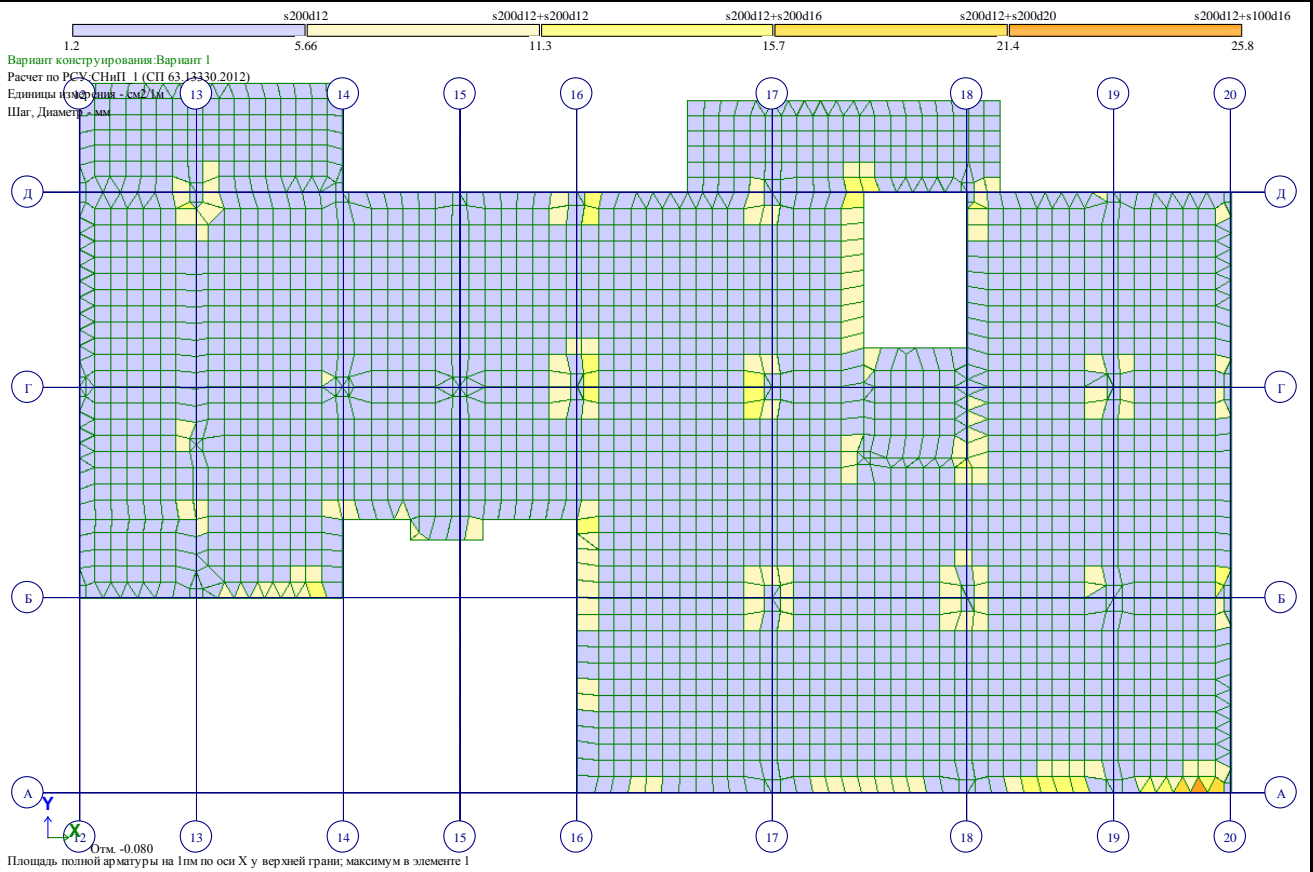 s200d12 s200d12+s200d12 s200d12+s200d16 s200d12+s200d20 s200d12+s100d16
1.2 5.66 11.3 15.7 21.4 25.8
Вариант конструирования:Вариант 1
Расчет по РСУ:СНиП_1 (СП 63.13330.2012)
Единицы измерения - см2/1м
Шаг, Диаметр - мм
12 13 14 15 16 17 18 19 20
Д Д
Г Г
Б Б
А А
Y
X
12 13 14 15 16 17 18 19 20
Отм. -0.080
Площадь полной арматуры на 1пм по оси X у верхней грани; максимум в элементе 1